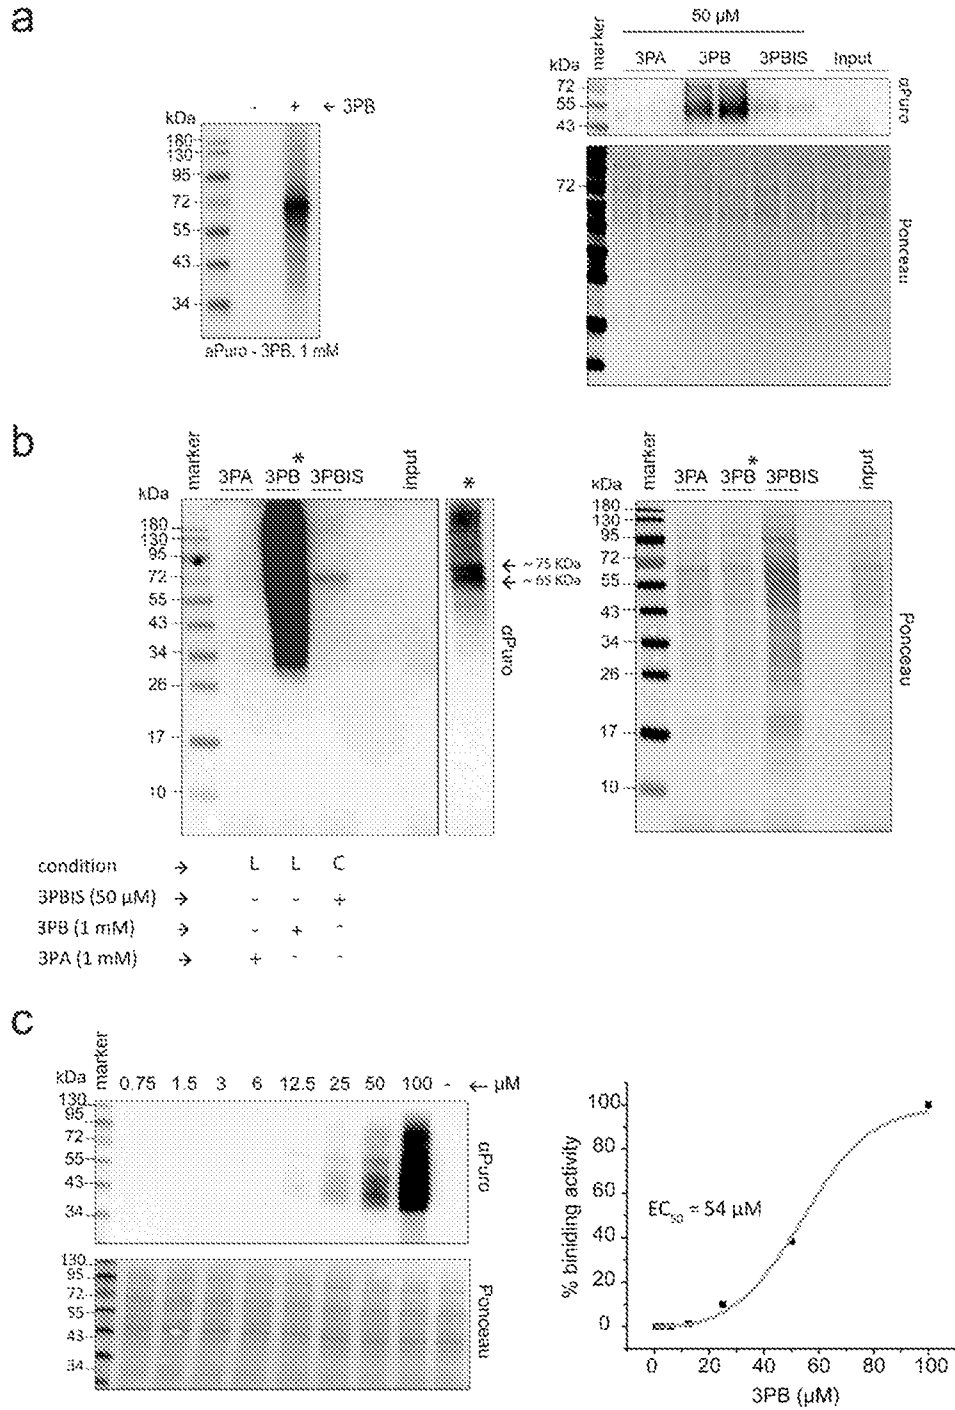 a
- + ← 3PB
kDa
180
130
95
72
55
43
34
αPuro - 3PB, 1 mM
50 µM
kDa
marker
3PA 3PB 3PBIS Input
72
55
43
αPuro
72
Ponceau
b
kDa
marker
3PA 3PB * 3PBIS input *
180
130
95
72
55
43
34
26
17
10
← ~75 KDa
← ~65 KDa
αPuro
kDa
marker
3PA 3PB * 3PBIS input
180
130
95
72
55
43
34
26
17
10
Ponceau
condition → L L C
3PBIS (50 µM) → - - +
3PB (1 mM) → - + -
3PA (1 mM) → + - -
c
kDa
marker
0.75 1.5 3 6 12.5 25 50 100 - ← µM
130
95
72
55
43
34
αPuro
130
95
72
55
43
34
Ponceau
% biniding activity
100
80
60
40
20
0
EC50 = 54 µM
0 20 40 60 80 100
3PB (µM)